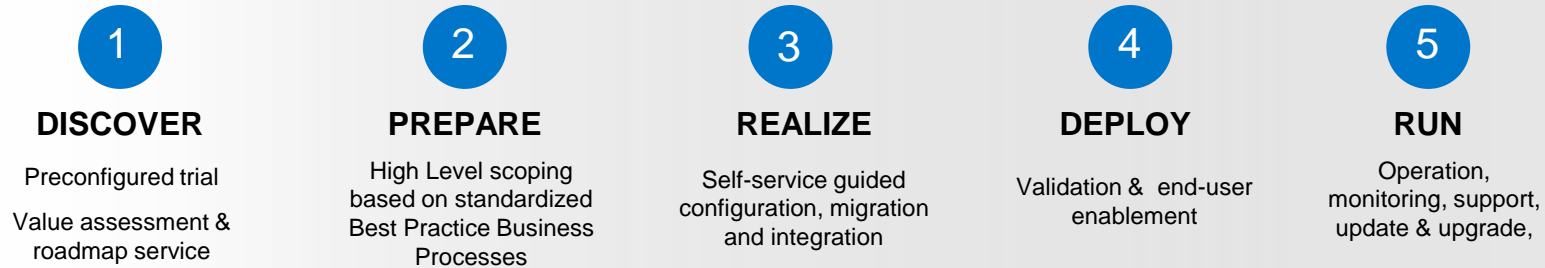 1
DISCOVER
Preconfigured trial
Value assessment &
roadmap service
2
PREPARE
High Level scoping
based on standardized
Best Practice Business
Processes
3
REALIZE
Self-service guided
configuration, migration
and integration
4
DEPLOY
Validation & end-user
enablement
5
RUN
Operation,
monitoring, support,
update & upgrade,